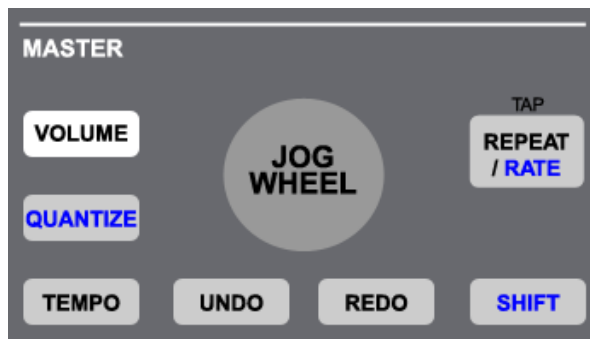 MASTER
TAP
VOLUME
REPEAT
/ RATE
JOG
WHEEL
QUANTIZE
TEMPO
UNDO
REDO
SHIFT